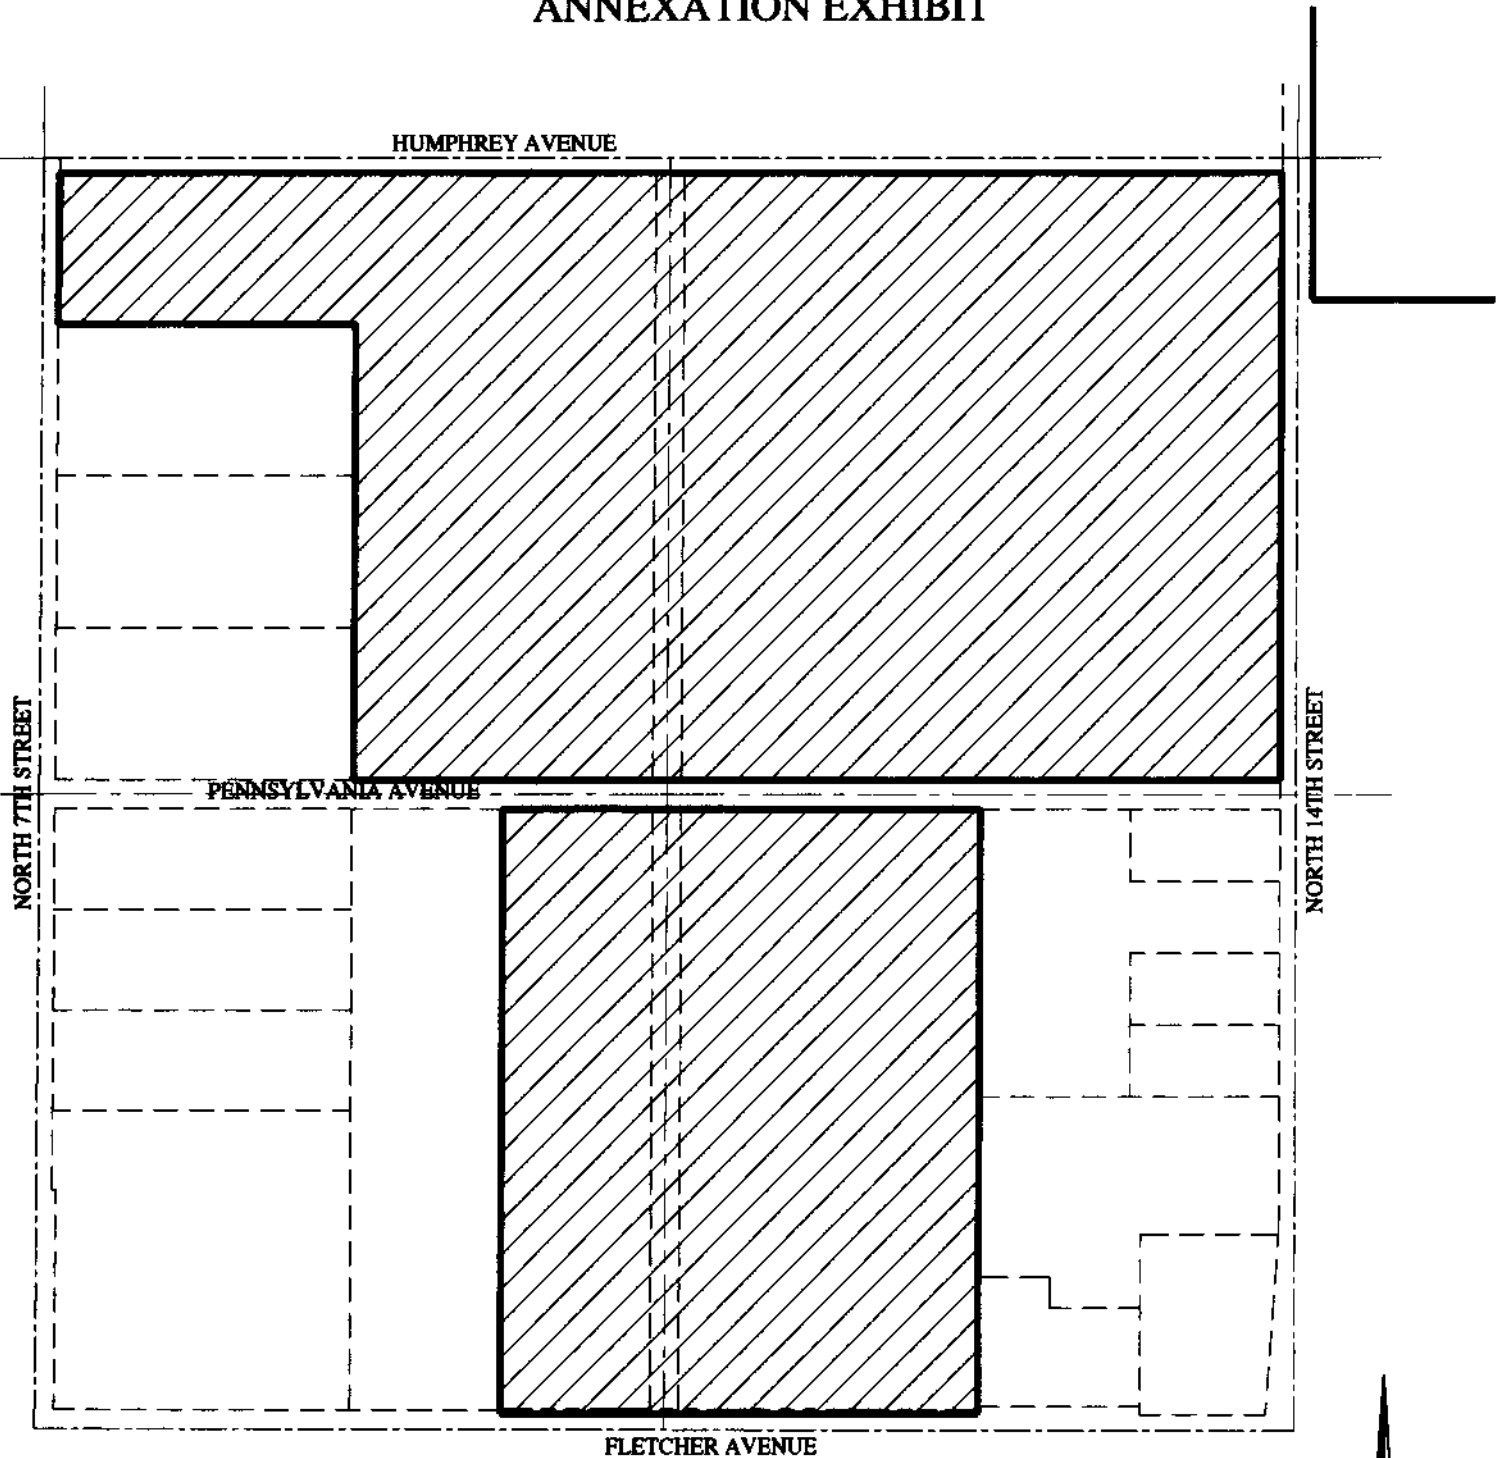 ANNEXATION EXHIBIT
HUMPHREY AVENUE
NORTH 7TH STREET
PENNSYLVANIA AVENUE
NORTH 14TH STREET
FLETCHER AVENUE